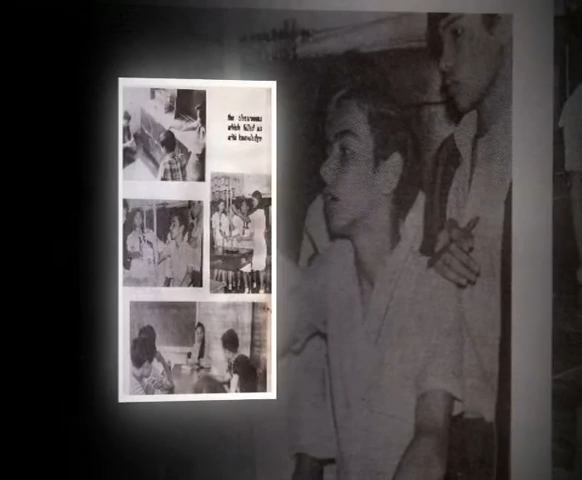 the classrooms
which filled us
with knowledge